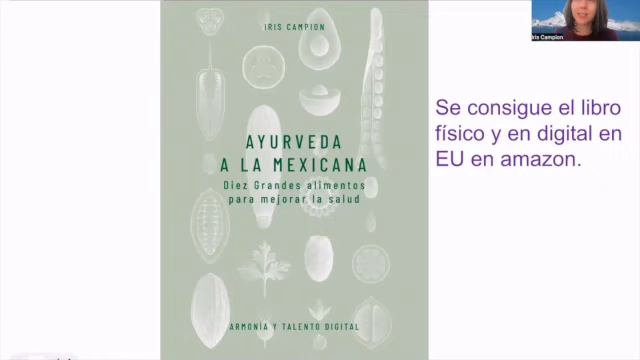 IRIS CAMPION
AYURVEDA
A LA MEXICANA
Diez Grandes alimentos
para mejorar la salud
ARMONÍA Y TALENTO DIGITAL
Se consigue el libro
físico y en digital en
EU en amazon.
Iris Campion